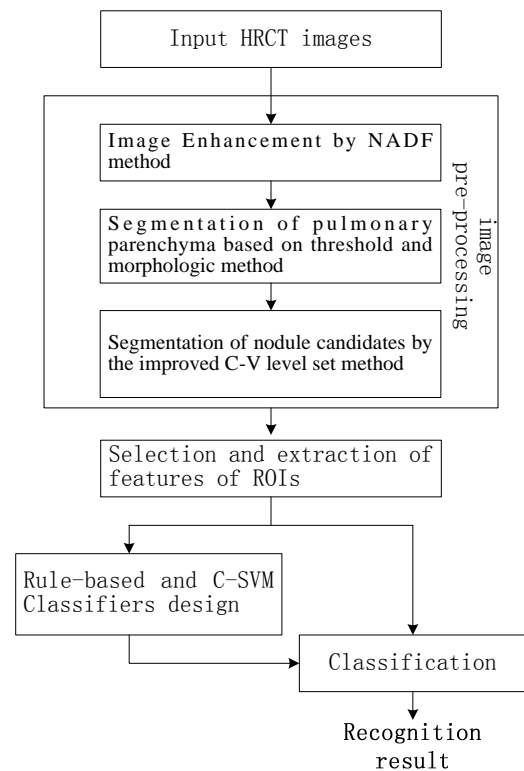 Input HRCT images
Image Enhancement by NADF
method
Segmentation of pulmonary
parenchyma based on threshold and
morphologic method
Segmentation of nodule candidates by
the improved C-V level set method
image
pre-processing
Selection and extraction of
features of ROIs
Rule-based and C-SVM
Classifiers design
Classification
Recognition
result